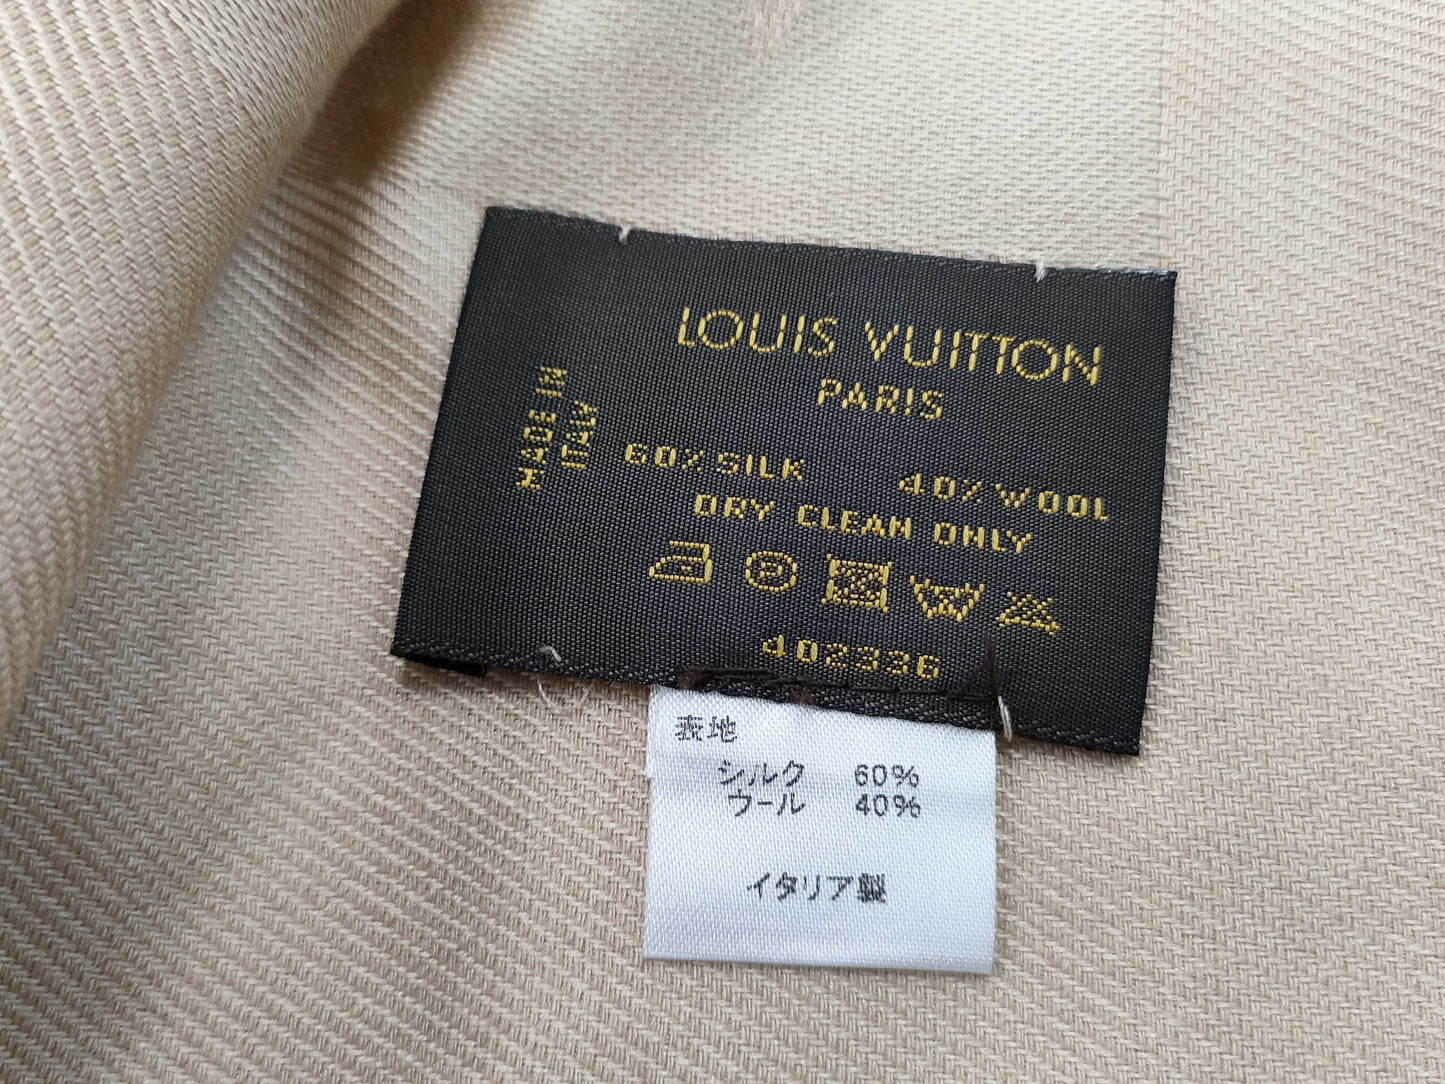 LOUIS VUITTON
PARIS
MADE IN
ITALY
60% SILK 40% WOOL
DRY CLEAN ONLY
402336
表地
シルク 60%
ウール 40%
イタリア製